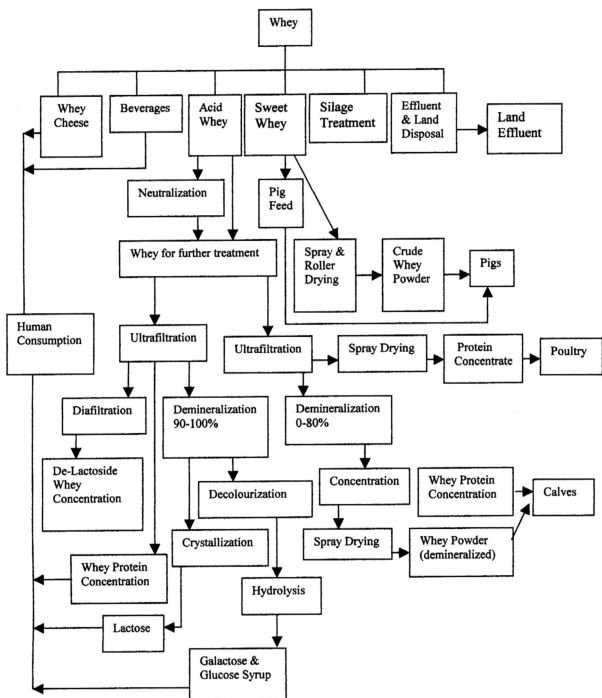 Whey
Whey
Cheese
Beverages
Acid
Whey
Sweet
Whey
Silage
Treatment
Effluent
& Land
Disposal
Land
Effluent
Neutralization
Pig
Feed
Whey for further treatment
Spray &
Roller
Drying
Crude
Whey
Powder
Pigs
Human
Consumption
Ultrafiltration
Ultrafiltration
Spray Drying
Protein
Concentrate
Poultry
Diafiltration
Demineralization
90-100%
Demineralization
0-80%
De-Lactoside
Whey
Concentration
Decolourization
Concentration
Whey Protein
Concentration
Calves
Crystallization
Spray Drying
Whey Powder
(demineralized)
Whey Protein
Concentration
Hydrolysis
Lactose
Galactose &
Glucose Syrup